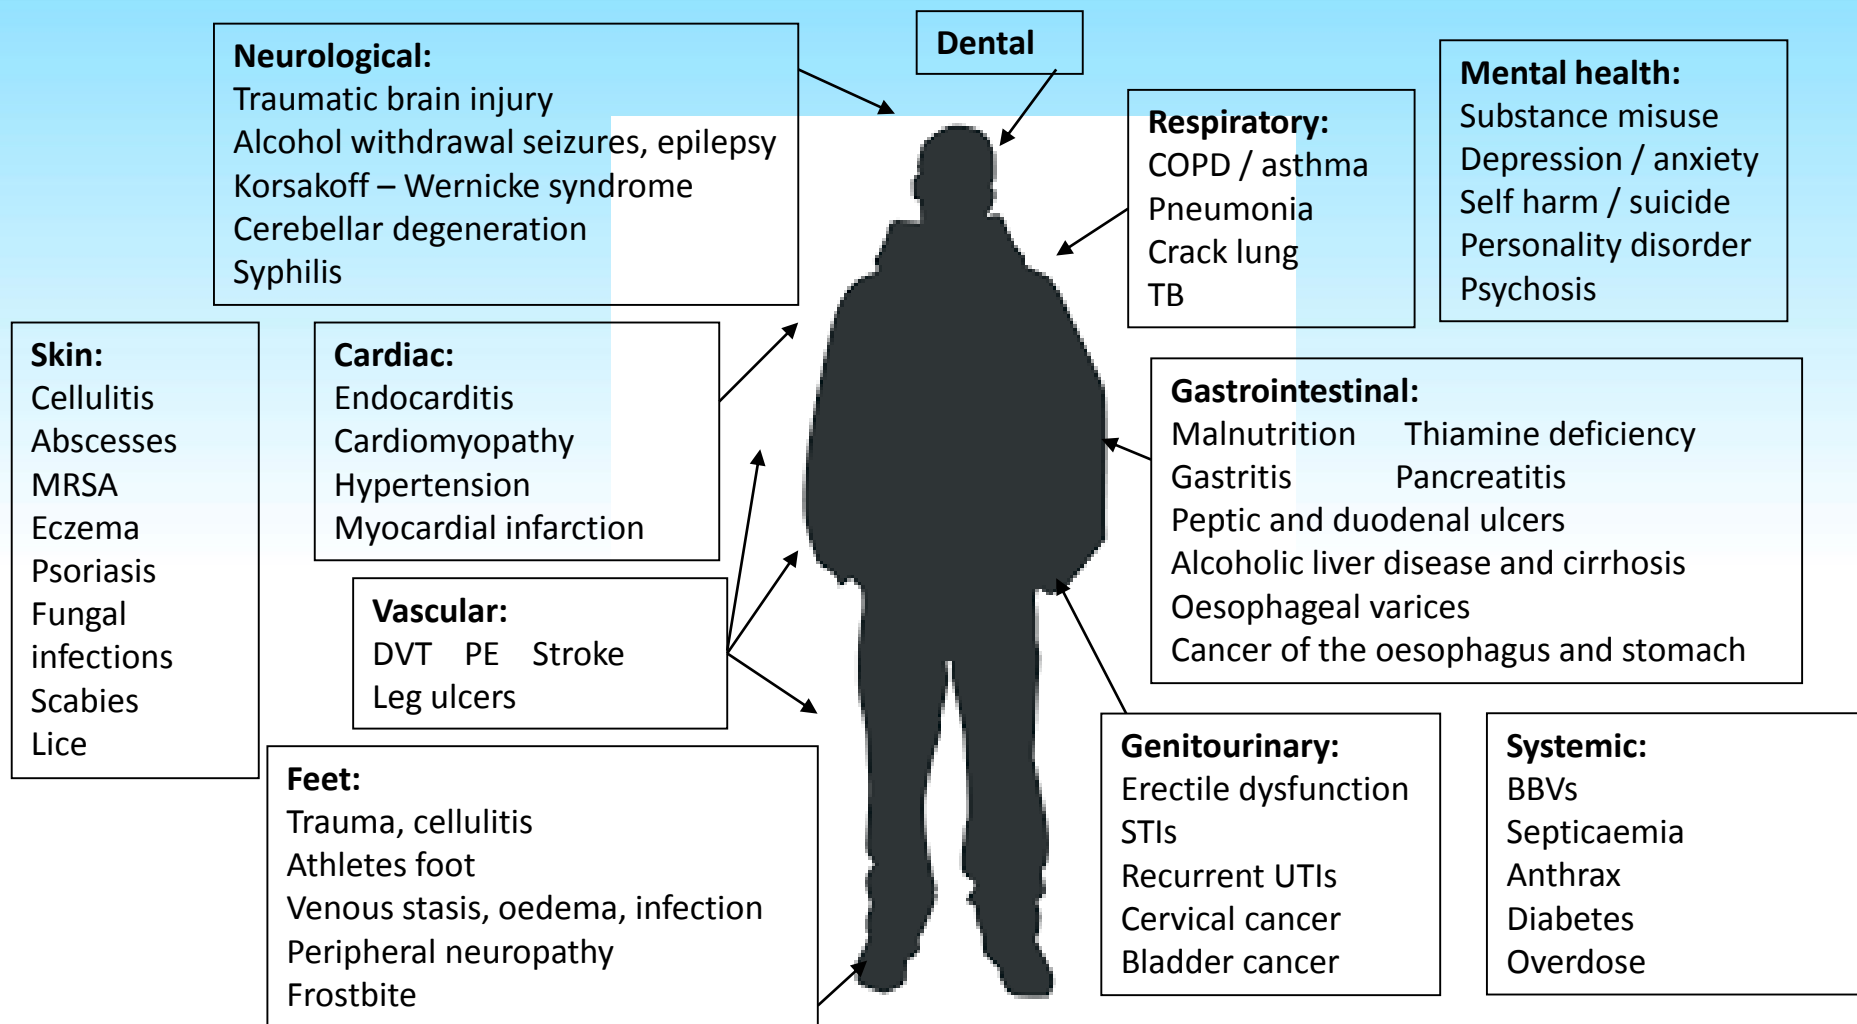 Dental
Neurological:
Traumatic brain injury
Alcohol withdrawal seizures, epilepsy
Korsakoff – Wernicke syndrome
Cerebellar degeneration
Syphilis
Respiratory:
COPD / asthma
Pneumonia
Crack lung
TB
Mental health:
Substance misuse
Depression / anxiety
Self harm / suicide
Personality disorder
Psychosis
Skin:
Cellulitis
Abscesses
MRSA
Eczema
Psoriasis
Fungal
infections
Scabies
Lice
Cardiac:
Endocarditis
Cardiomyopathy
Hypertension
Myocardial infarction
Gastrointestinal:
Malnutrition Thiamine deficiency
Gastritis Pancreatitis
Peptic and duodenal ulcers
Alcoholic liver disease and cirrhosis
Oesophageal varices
Cancer of the oesophagus and stomach
Vascular:
DVT PE Stroke
Leg ulcers
Feet:
Trauma, cellulitis
Athletes foot
Venous stasis, oedema, infection
Peripheral neuropathy
Frostbite
Genitourinary:
Erectile dysfunction
STIs
Recurrent UTIs
Cervical cancer
Bladder cancer
Systemic:
BBVs
Septicaemia
Anthrax
Diabetes
Overdose